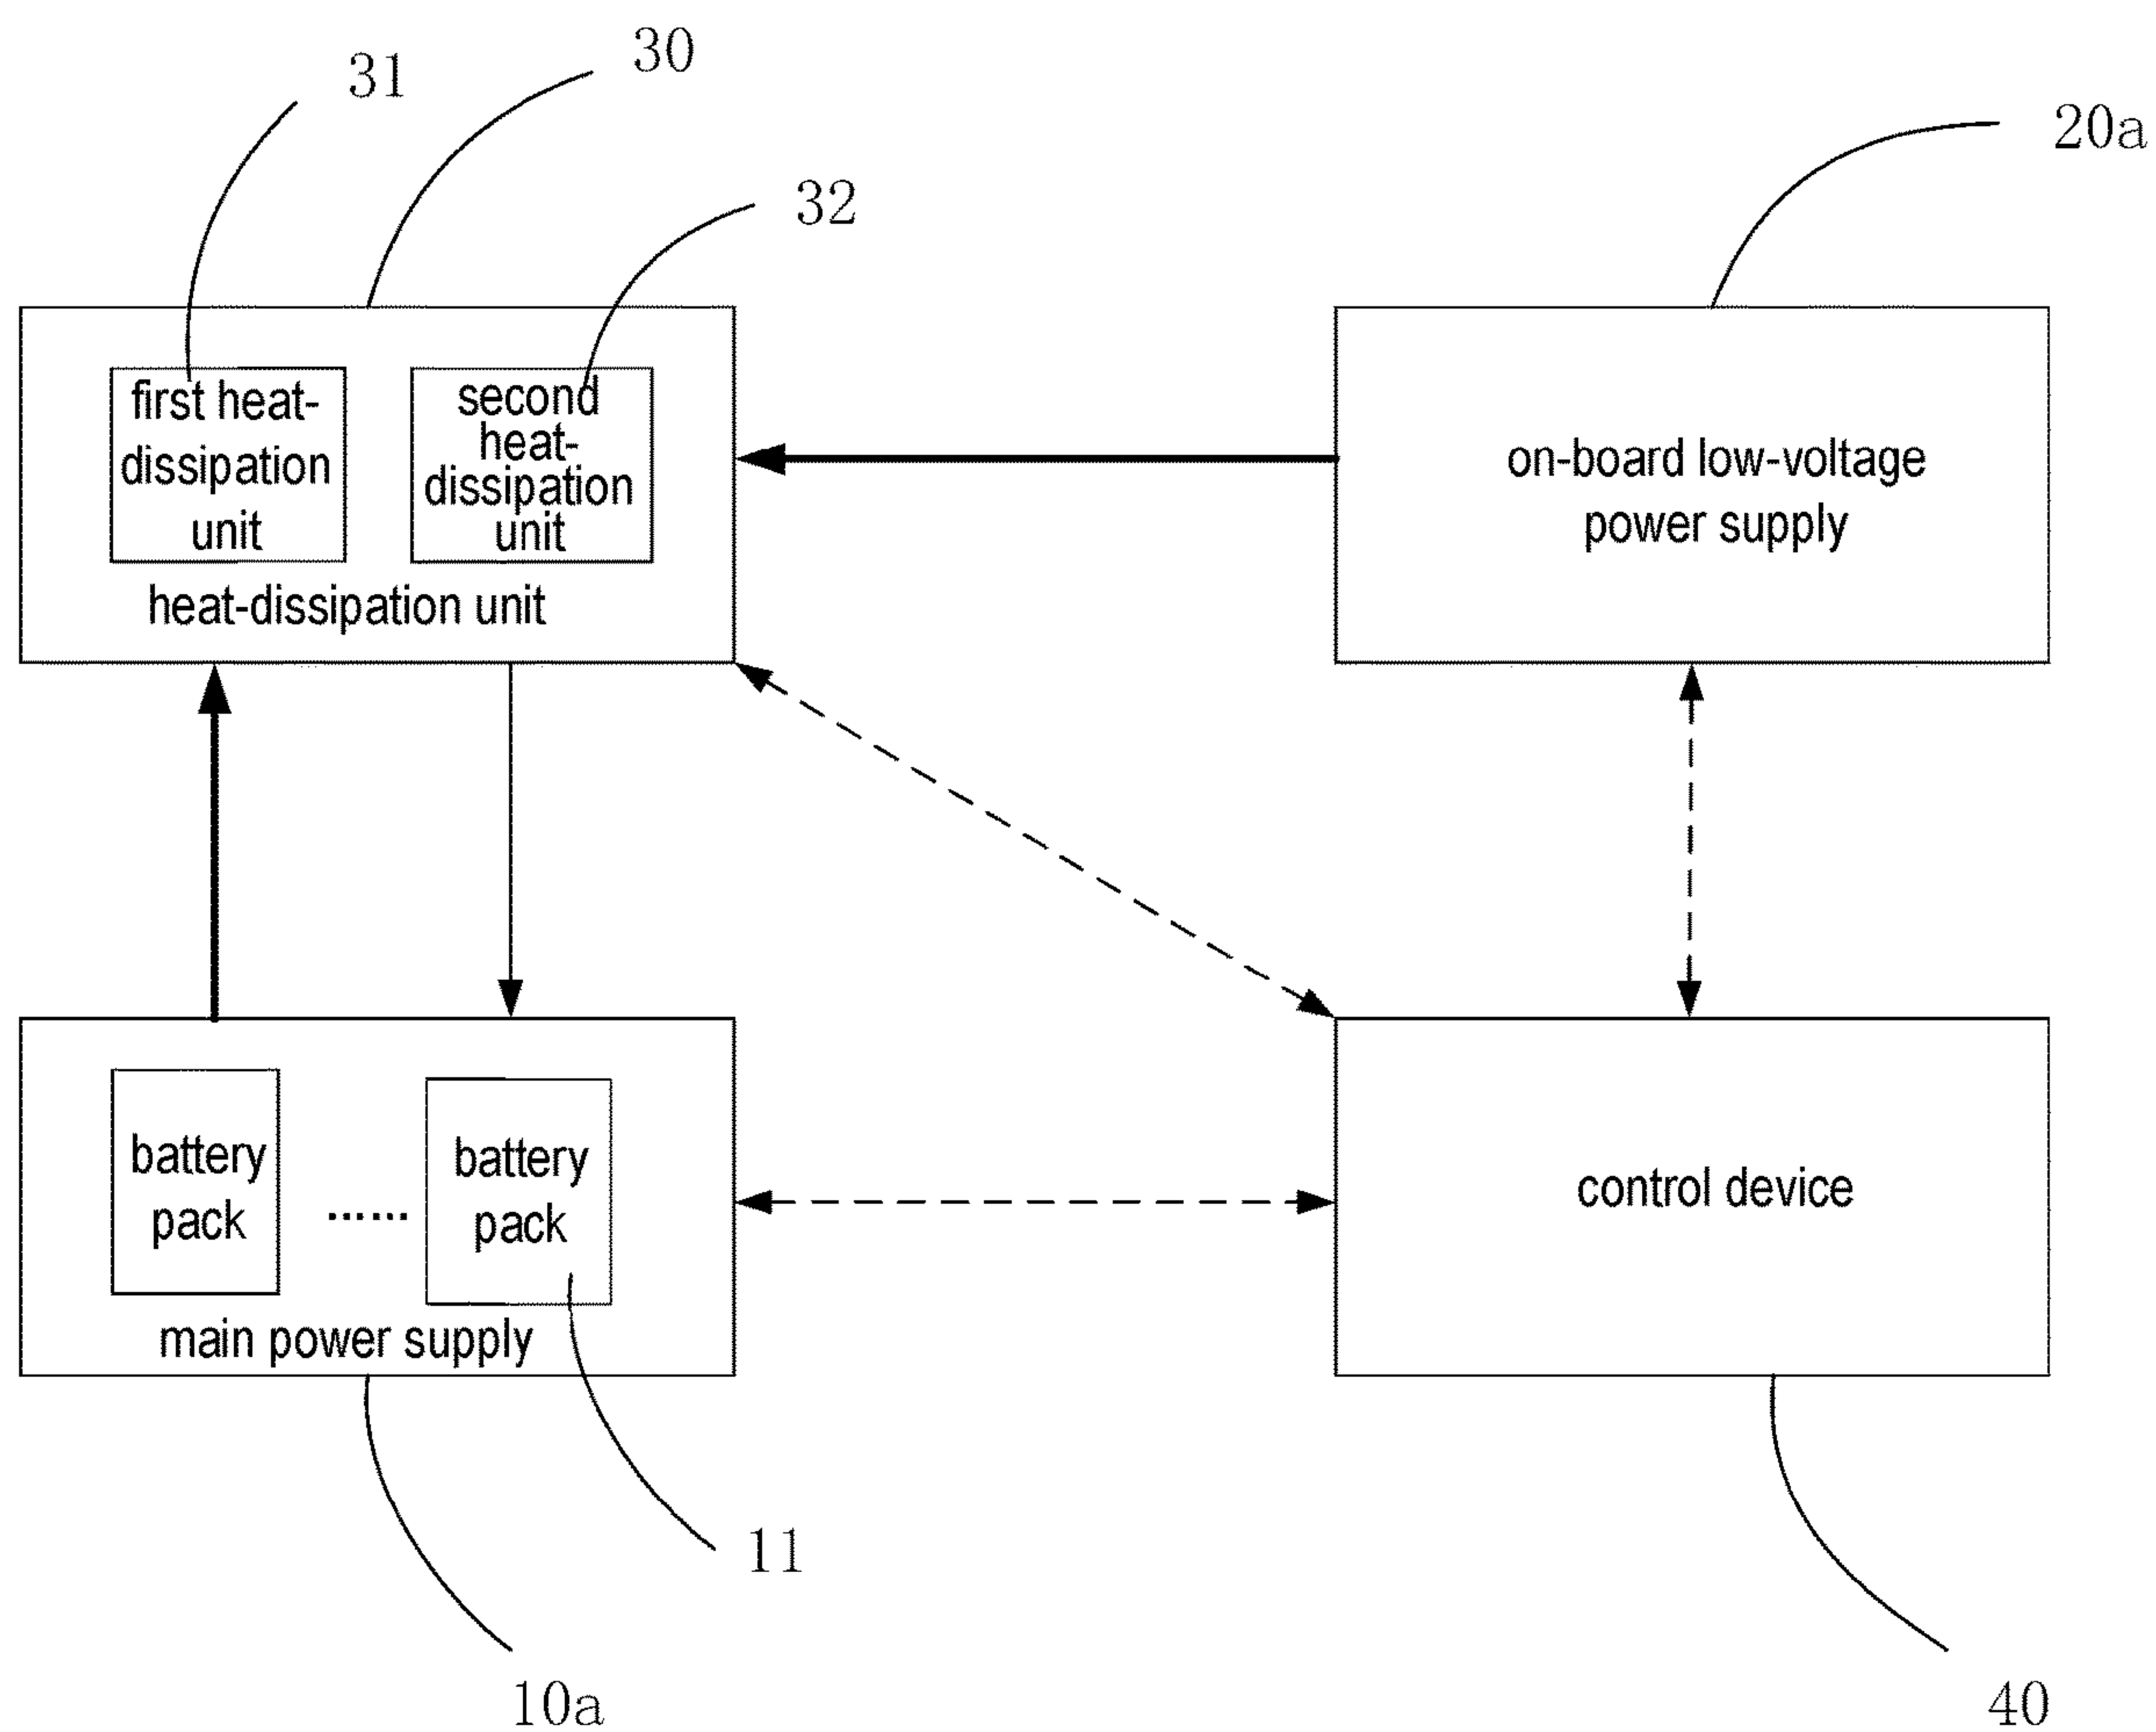 31
30
32
20a
first heat-
dissipation
unit
second
heat-
dissipation
unit
heat-dissipation unit
on-board low-voltage
power supply
battery
pack
......
battery
pack
main power supply
control device
11
10a
40